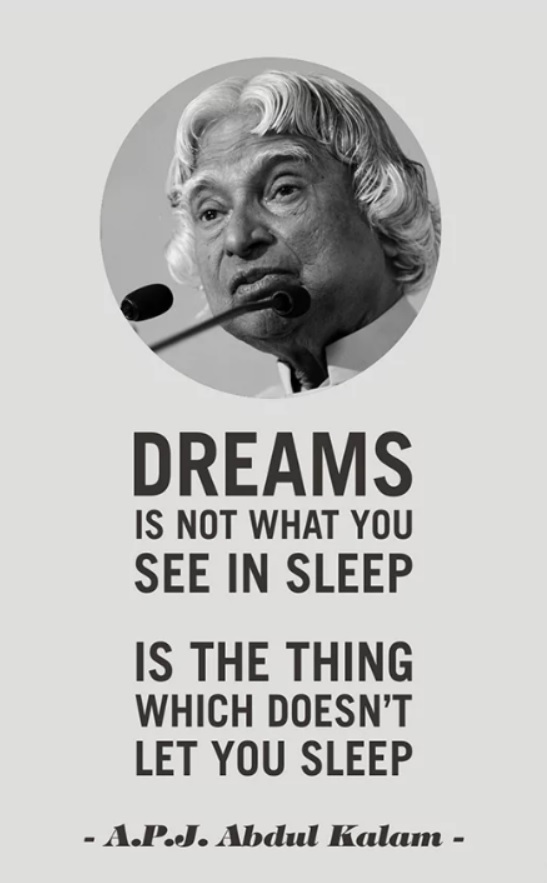 DREAMS
IS NOT WHAT YOU
SEE IN SLEEP
IS THE THING
WHICH DOESN'T
LET YOU SLEEP
- A.P.J. Abdul Kalam -